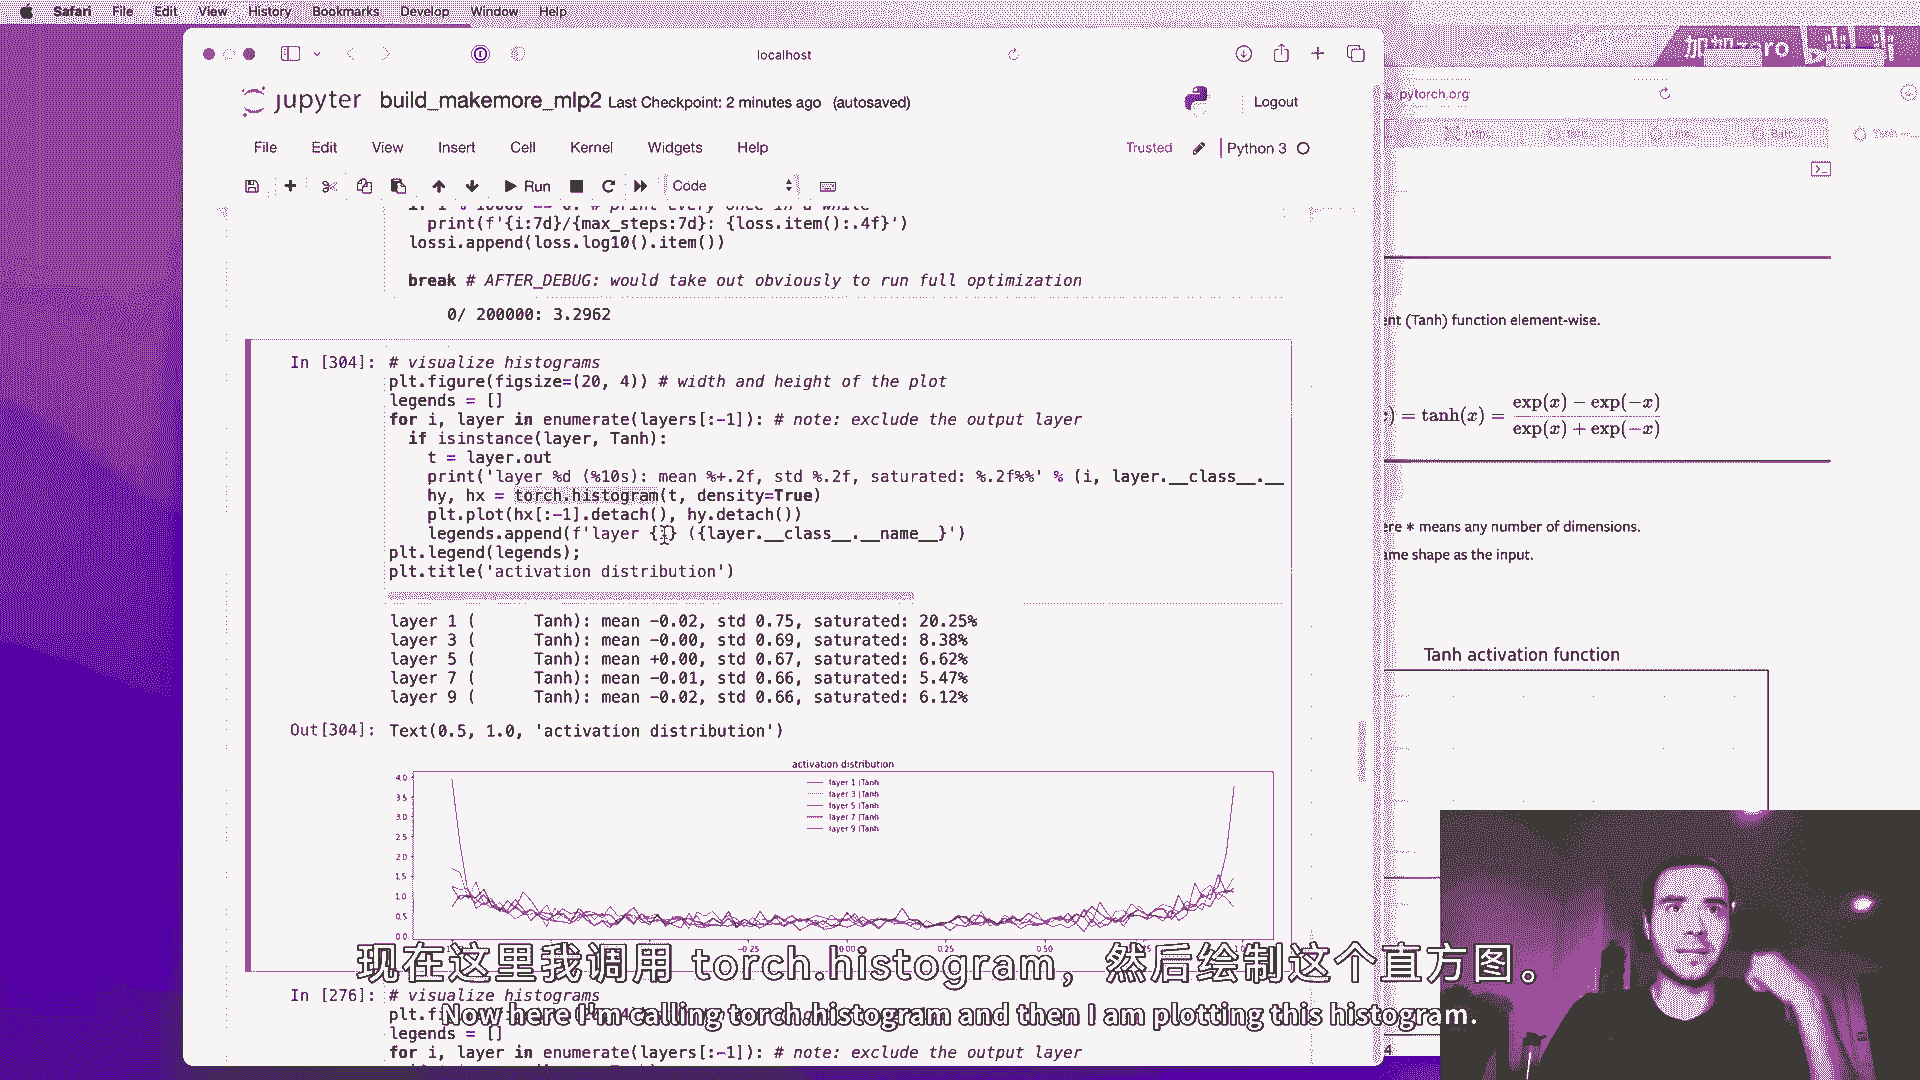 Safari File Edit View History Bookmarks Develop Window Help
localhost
jupyter build_makemore_mlp2 Last Checkpoint: 2 minutes ago (autosaved)
Logout
File Edit View Insert Cell Kernel Widgets Help
Trusted Python 3
Run Code
if i % 10000 == 0: # print every once in a while
print(f'{i:7d}/{max_steps:7d}: {loss.item():.4f}')
lossi.append(loss.log10().item())
break # AFTER_DEBUG: would take out obviously to run full optimization
0/ 200000: 3.2962
In [304]: # visualize histograms
plt.figure(figsize=(20, 4)) # width and height of the plot
legends = []
for i, layer in enumerate(layers[:-1]): # note: exclude the output layer
if isinstance(layer, Tanh):
t = layer.out
print('layer %d (%10s): mean %+.2f, std %.2f, saturated: %.2f%%' % (i, layer.__class__.__
hy, hx = torch.histogram(t, density=True)
plt.plot(hx[:-1].detach(), hy.detach())
legends.append(f'layer {i} ({layer.__class__.__name__}')
plt.legend(legends);
plt.title('activation distribution')
layer 1 ( Tanh): mean -0.02, std 0.75, saturated: 20.25%
layer 3 ( Tanh): mean -0.00, std 0.69, saturated: 8.38%
layer 5 ( Tanh): mean +0.00, std 0.67, saturated: 6.62%
layer 7 ( Tanh): mean -0.01, std 0.66, saturated: 5.47%
layer 9 ( Tanh): mean -0.02, std 0.66, saturated: 6.12%
Out[304]: Text(0.5, 1.0, 'activation distribution')
activation distribution
layer 1 (Tanh
layer 3 (Tanh
layer 5 (Tanh
layer 7 (Tanh
layer 9 (Tanh
4.0
3.5
3.0
2.5
2.0
1.5
1.0
0.5
0.0
-0.25 0.25 0.50
In [276]: # visualize histograms
legends = []
for i, layer in enumerate(layers[:-1]): # note: exclude the output layer
pytorch.org
ent (Tanh) function element-wise.
) = tanh(x) = exp(x) − exp(−x) / exp(x) + exp(−x)
ere * means any number of dimensions.
ame shape as the input.
Tanh activation function
现在这里我调用 torch.histogram，然后绘制这个直方图。
Now here I'm calling torch.histogram and then I am plotting this histogram.